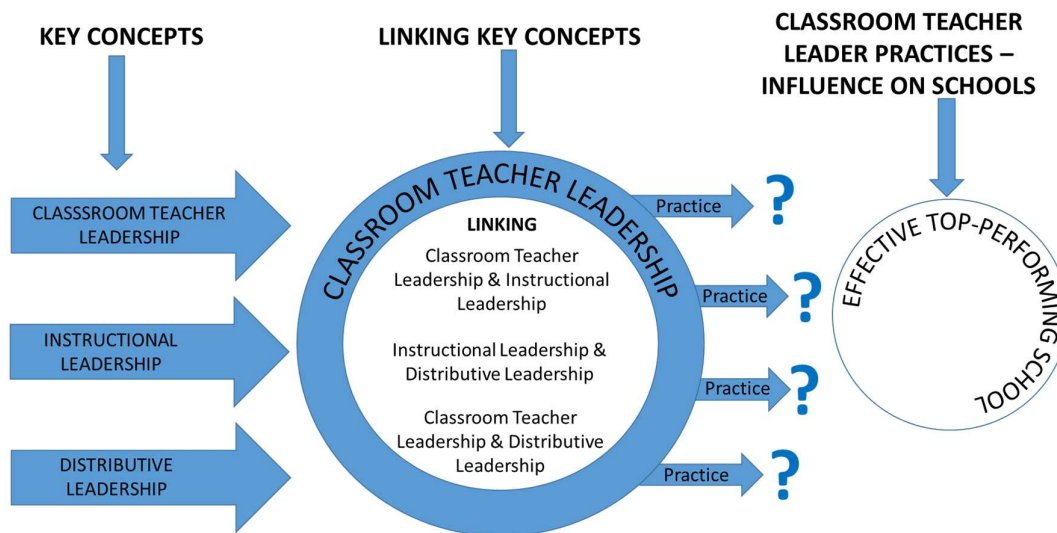 KEY CONCEPTS
LINKING KEY CONCEPTS
CLASSROOM TEACHER
LEADER PRACTICES –
INFLUENCE ON SCHOOLS
CLASSSROOM TEACHER
LEADERSHIP
INSTRUCTIONAL
LEADERSHIP
DISTRIBUTIVE
LEADERSHIP
CLASSROOM TEACHER LEADERSHIP
LINKING
Classroom Teacher
Leadership & Instructional
Leadership
Instructional Leadership &
Distributive Leadership
Classroom Teacher
Leadership & Distributive
Leadership
Practice
?
Practice
?
Practice
?
Practice
?
EFFECTIVE TOP-PERFORMING SCHOOL